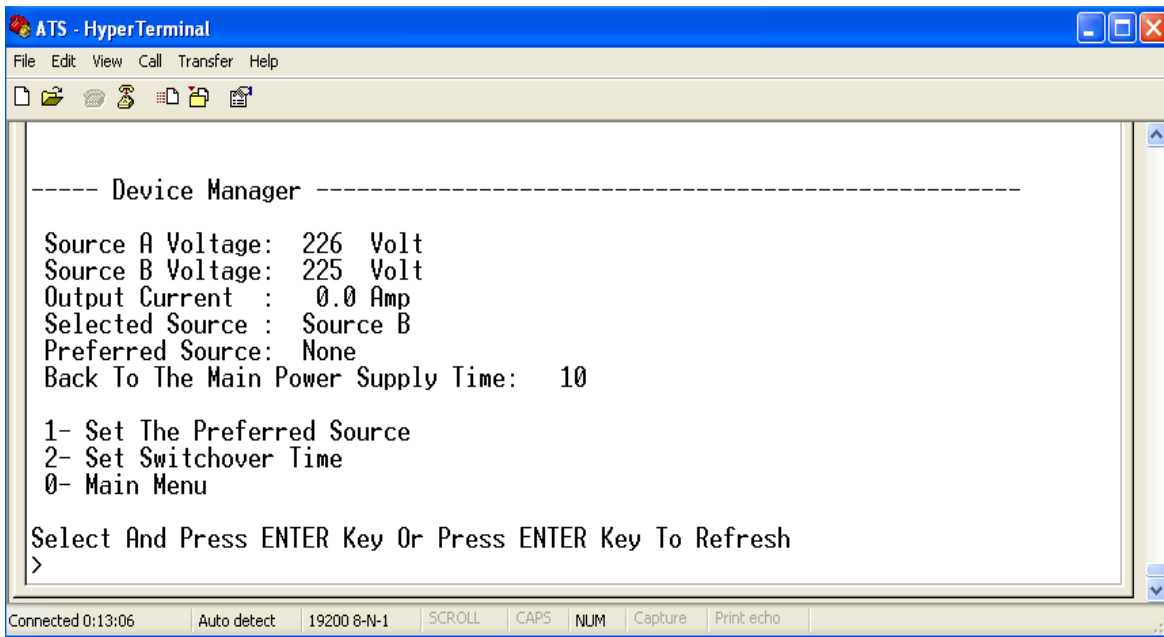 ATS - HyperTerminal
File Edit View Call Transfer Help
----- Device Manager ----------------------------------------------------
Source A Voltage:  226  Volt
Source B Voltage:  225  Volt
Output Current  :   0.0 Amp
Selected Source :  Source B
Preferred Source:  None
Back To The Main Power Supply Time:   10
1- Set The Preferred Source
2- Set Switchover Time
0- Main Menu
Select And Press ENTER Key Or Press ENTER Key To Refresh
>
Connected 0:13:06 Auto detect 19200 8-N-1 SCROLL CAPS NUM Capture Print echo